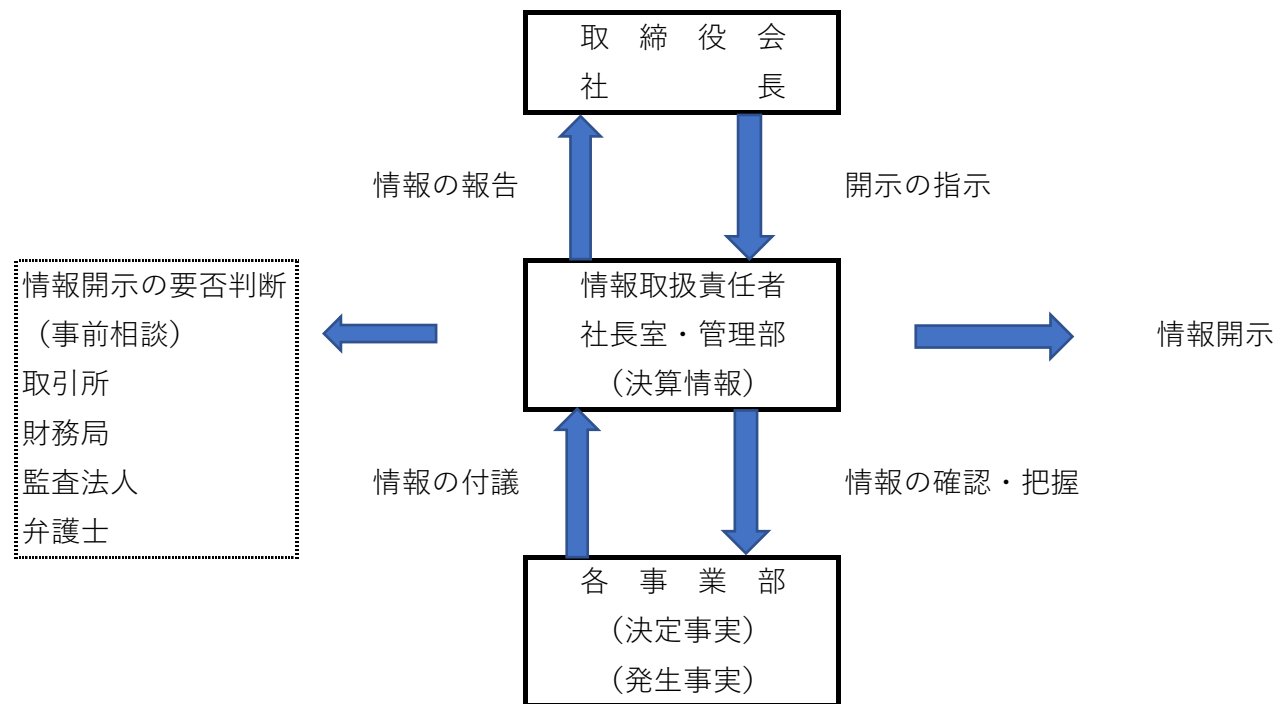 取締役会
社長
情報の報告
開示の指示
情報開示の要否判断
（事前相談）
取引所
財務局
監査法人
弁護士
情報取扱責任者
社長室・管理部
（決算情報）
情報開示
情報の付議
情報の確認・把握
各事業部
（決定事実）
（発生事実）